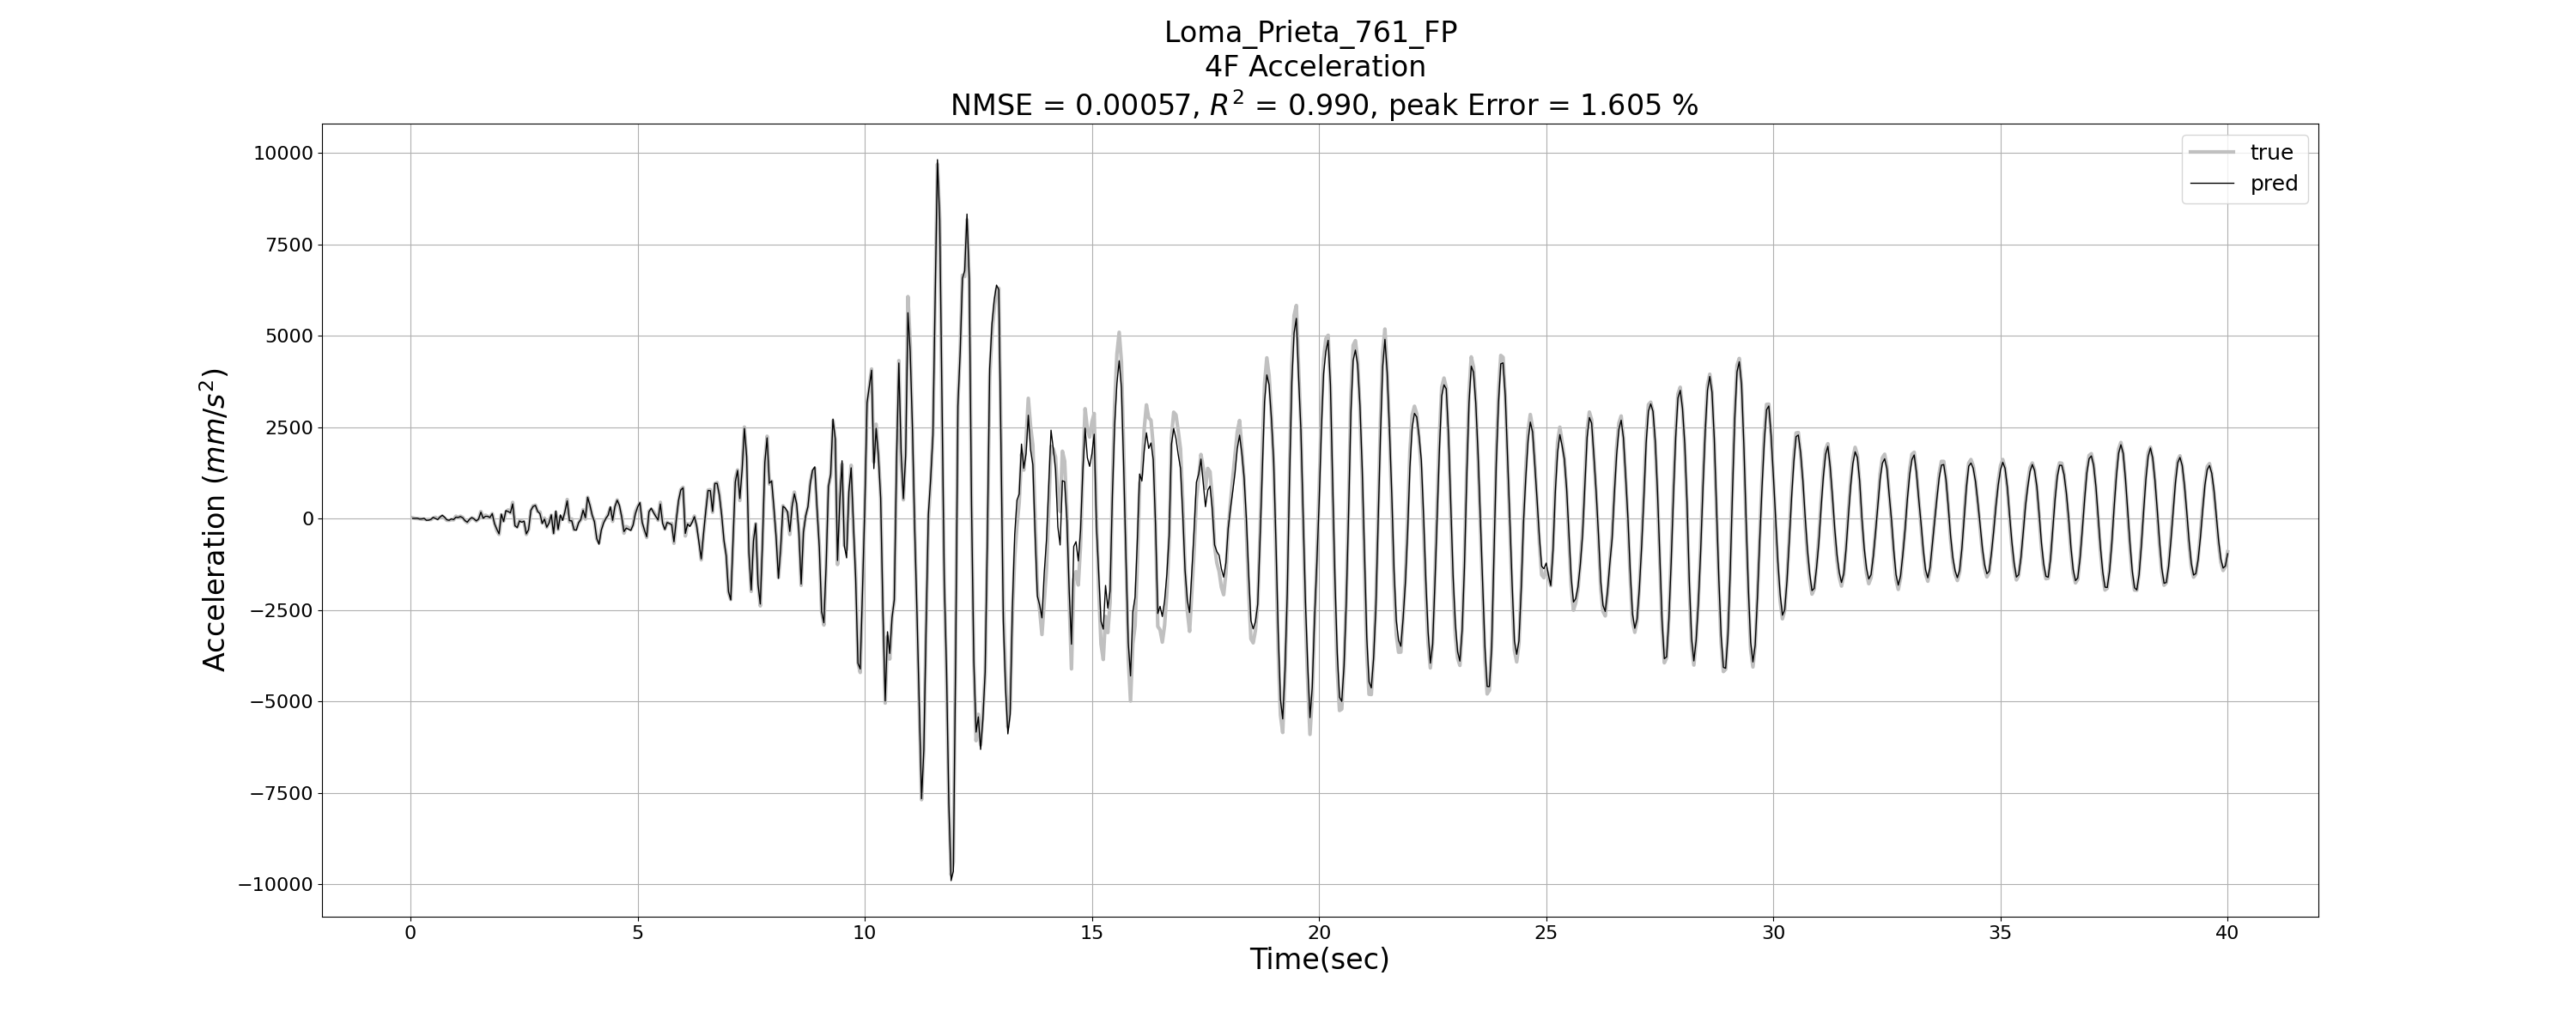 Loma_Prieta_761_FP
4F Acceleration
NMSE = 0.00057, R² = 0.990, peak Error = 1.605 %
true
pred
Acceleration (mm/s²)
10000
7500
5000
2500
0
−2500
−5000
−7500
−10000
0 5 10 15 20 25 30 35 40
Time(sec)